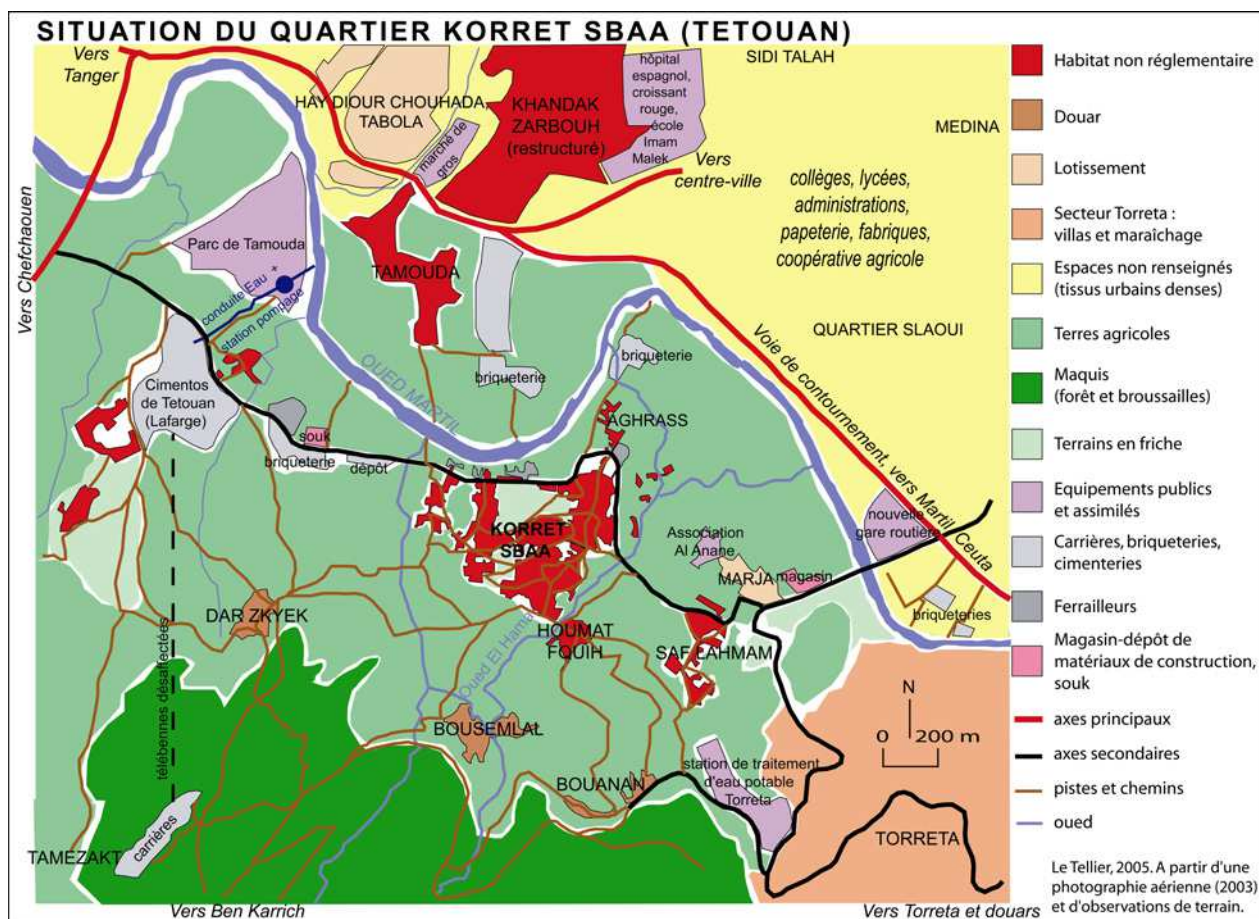 SITUATION DU QUARTIER KORRET SBAA (TETOUAN)
Vers
Tanger
HAY DIOUR CHOUHADA,
TABOLA
marché de
gros
KHANDAK
ZARBOUH
(restructuré)
hôpital
espagnol,
croissant
rouge,
école
Imam
Malek
SIDI TALAH
MEDINA
Vers
centre-ville
collèges, lycées,
administrations,
papeterie, fabriques,
coopérative agricole
Vers Chefchaouen
Parc de Tamouda
conduite Eau
station pompage
TAMOUDA
QUARTIER SLAOUI
Voie de contournement, vers Martil Ceuta
OUED MARTIL
briqueterie
briqueterie
Cimentos
de Tetouan
(Lafarge)
souk
briqueterie
dépôt
AGHRASS
KORRET
SBAA
Association
Al Anane
MARJA
magasin
nouvelle
gare routière
briqueteries
DAR ZKYEK
HOUMAT
FQUIH
SAF LAHMAM
Oued El Hama
télébennes désaffectées
BOUSEMLAL
BOUANAN
station de traitement
d'eau potable
Torreta
N
0 200 m
TORRETA
TAMEZAKT
carrières
Vers Ben Karrich
Vers Torreta et douars
Habitat non réglementaire
Douar
Lotissement
Secteur Torreta :
villas et maraîchage
Espaces non renseignés
(tissus urbains denses)
Terres agricoles
Maquis
(forêt et broussailles)
Terrains en friche
Equipements publics
et assimilés
Carrières, briqueteries,
cimenteries
Ferrailleurs
Magasin-dépôt de
matériaux de construction,
souk
axes principaux
axes secondaires
pistes et chemins
oued
Le Tellier, 2005. A partir d'une
photographie aérienne (2003)
et d'observations de terrain.